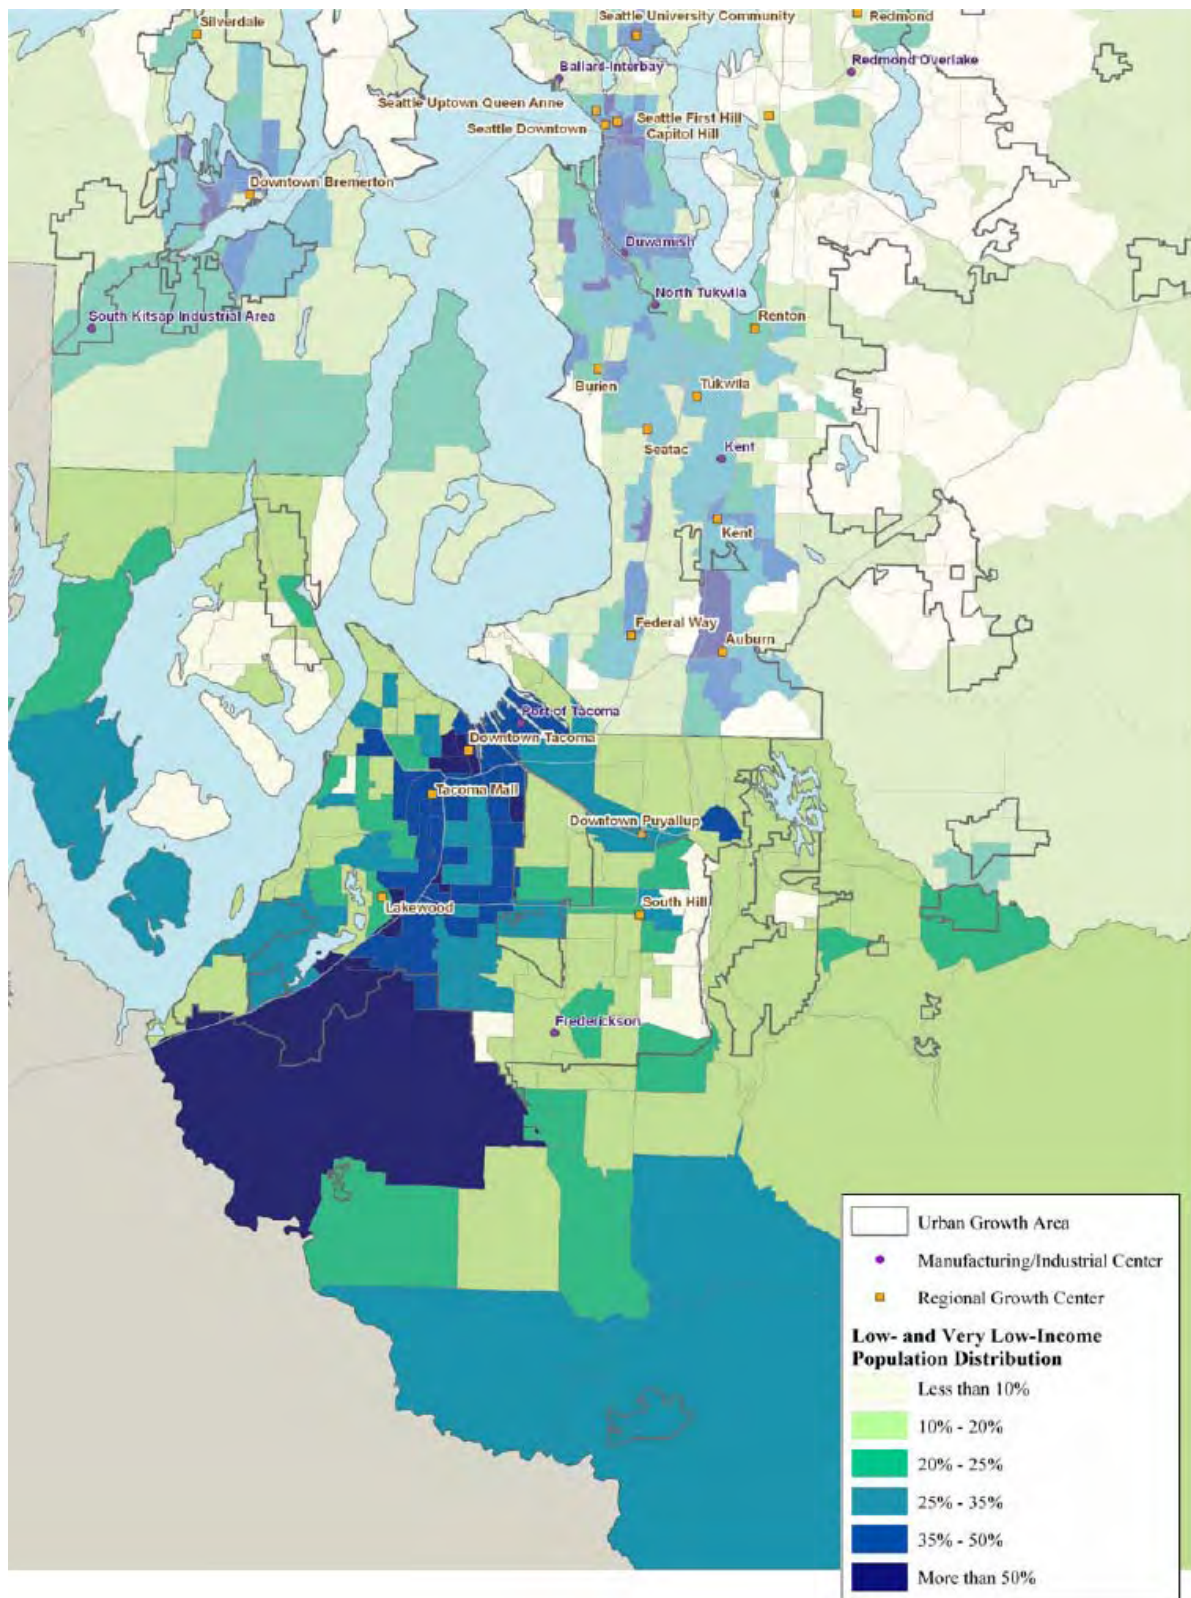 Silverdale
Seattle University Community
Redmond
Ballard-Interbay
Redmond Overlake
Seattle Uptown Queen Anne
Seattle First Hill
Capitol Hill
Seattle Downtown
Downtown Bremerton
Duwamish
North Tukwila
South Kitsap Industrial Area
Renton
Burien
Tukwila
Seatac
Kent
Kent
Federal Way
Auburn
Port of Tacoma
Downtown Tacoma
Tacoma Mall
Downtown Puyallup
Lakewood
South Hill
Frederickson
Urban Growth Area
Manufacturing/Industrial Center
Regional Growth Center
Low- and Very Low-Income
Population Distribution
Less than 10%
10% - 20%
20% - 25%
25% - 35%
35% - 50%
More than 50%